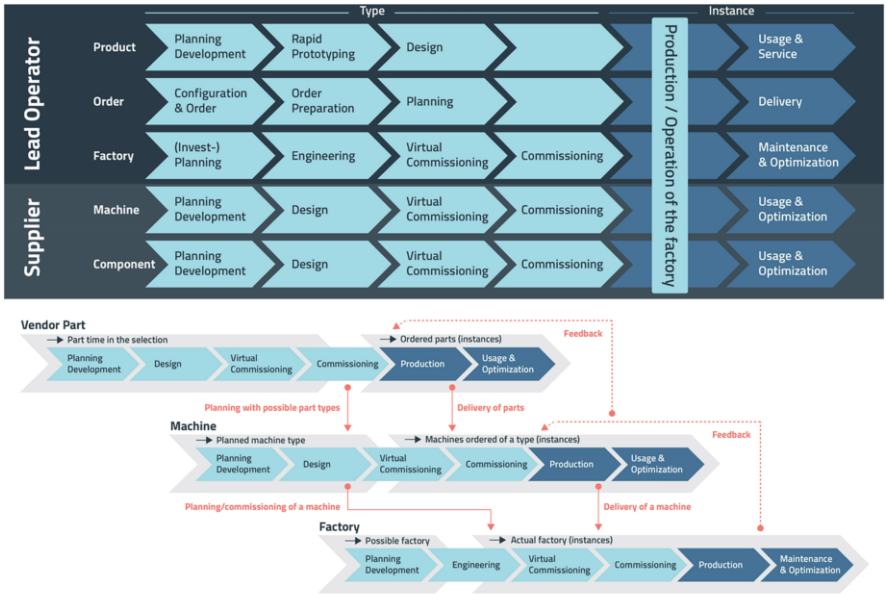 Type
Instance
Lead Operator
Product
Planning
Development
Rapid
Prototyping
Design
Usage &
Service
Order
Configuration
& Order
Order
Preparation
Planning
Delivery
Factory
(Invest-)
Planning
Engineering
Virtual
Commissioning
Commissioning
Maintenance
& Optimization
Production / Operation of the factory
Supplier
Machine
Planning
Development
Design
Virtual
Commissioning
Commissioning
Usage &
Optimization
Component
Planning
Development
Design
Virtual
Commissioning
Commissioning
Usage &
Optimization
Vendor Part
Part time in the selection
Ordered parts (instances)
Feedback
Planning
Development
Design
Virtual
Commissioning
Commissioning
Production
Usage &
Optimization
Planning with possible part types
Delivery of parts
Machine
Planned machine type
Machines ordered of a type (instances)
Feedback
Planning
Development
Design
Virtual
Commissioning
Commissioning
Production
Usage &
Optimization
Planning/commissioning of a machine
Delivery of a machine
Factory
Possible factory
Actual factory (instances)
Planning
Development
Engineering
Virtual
Commissioning
Commissioning
Production
Maintenance
& Optimization